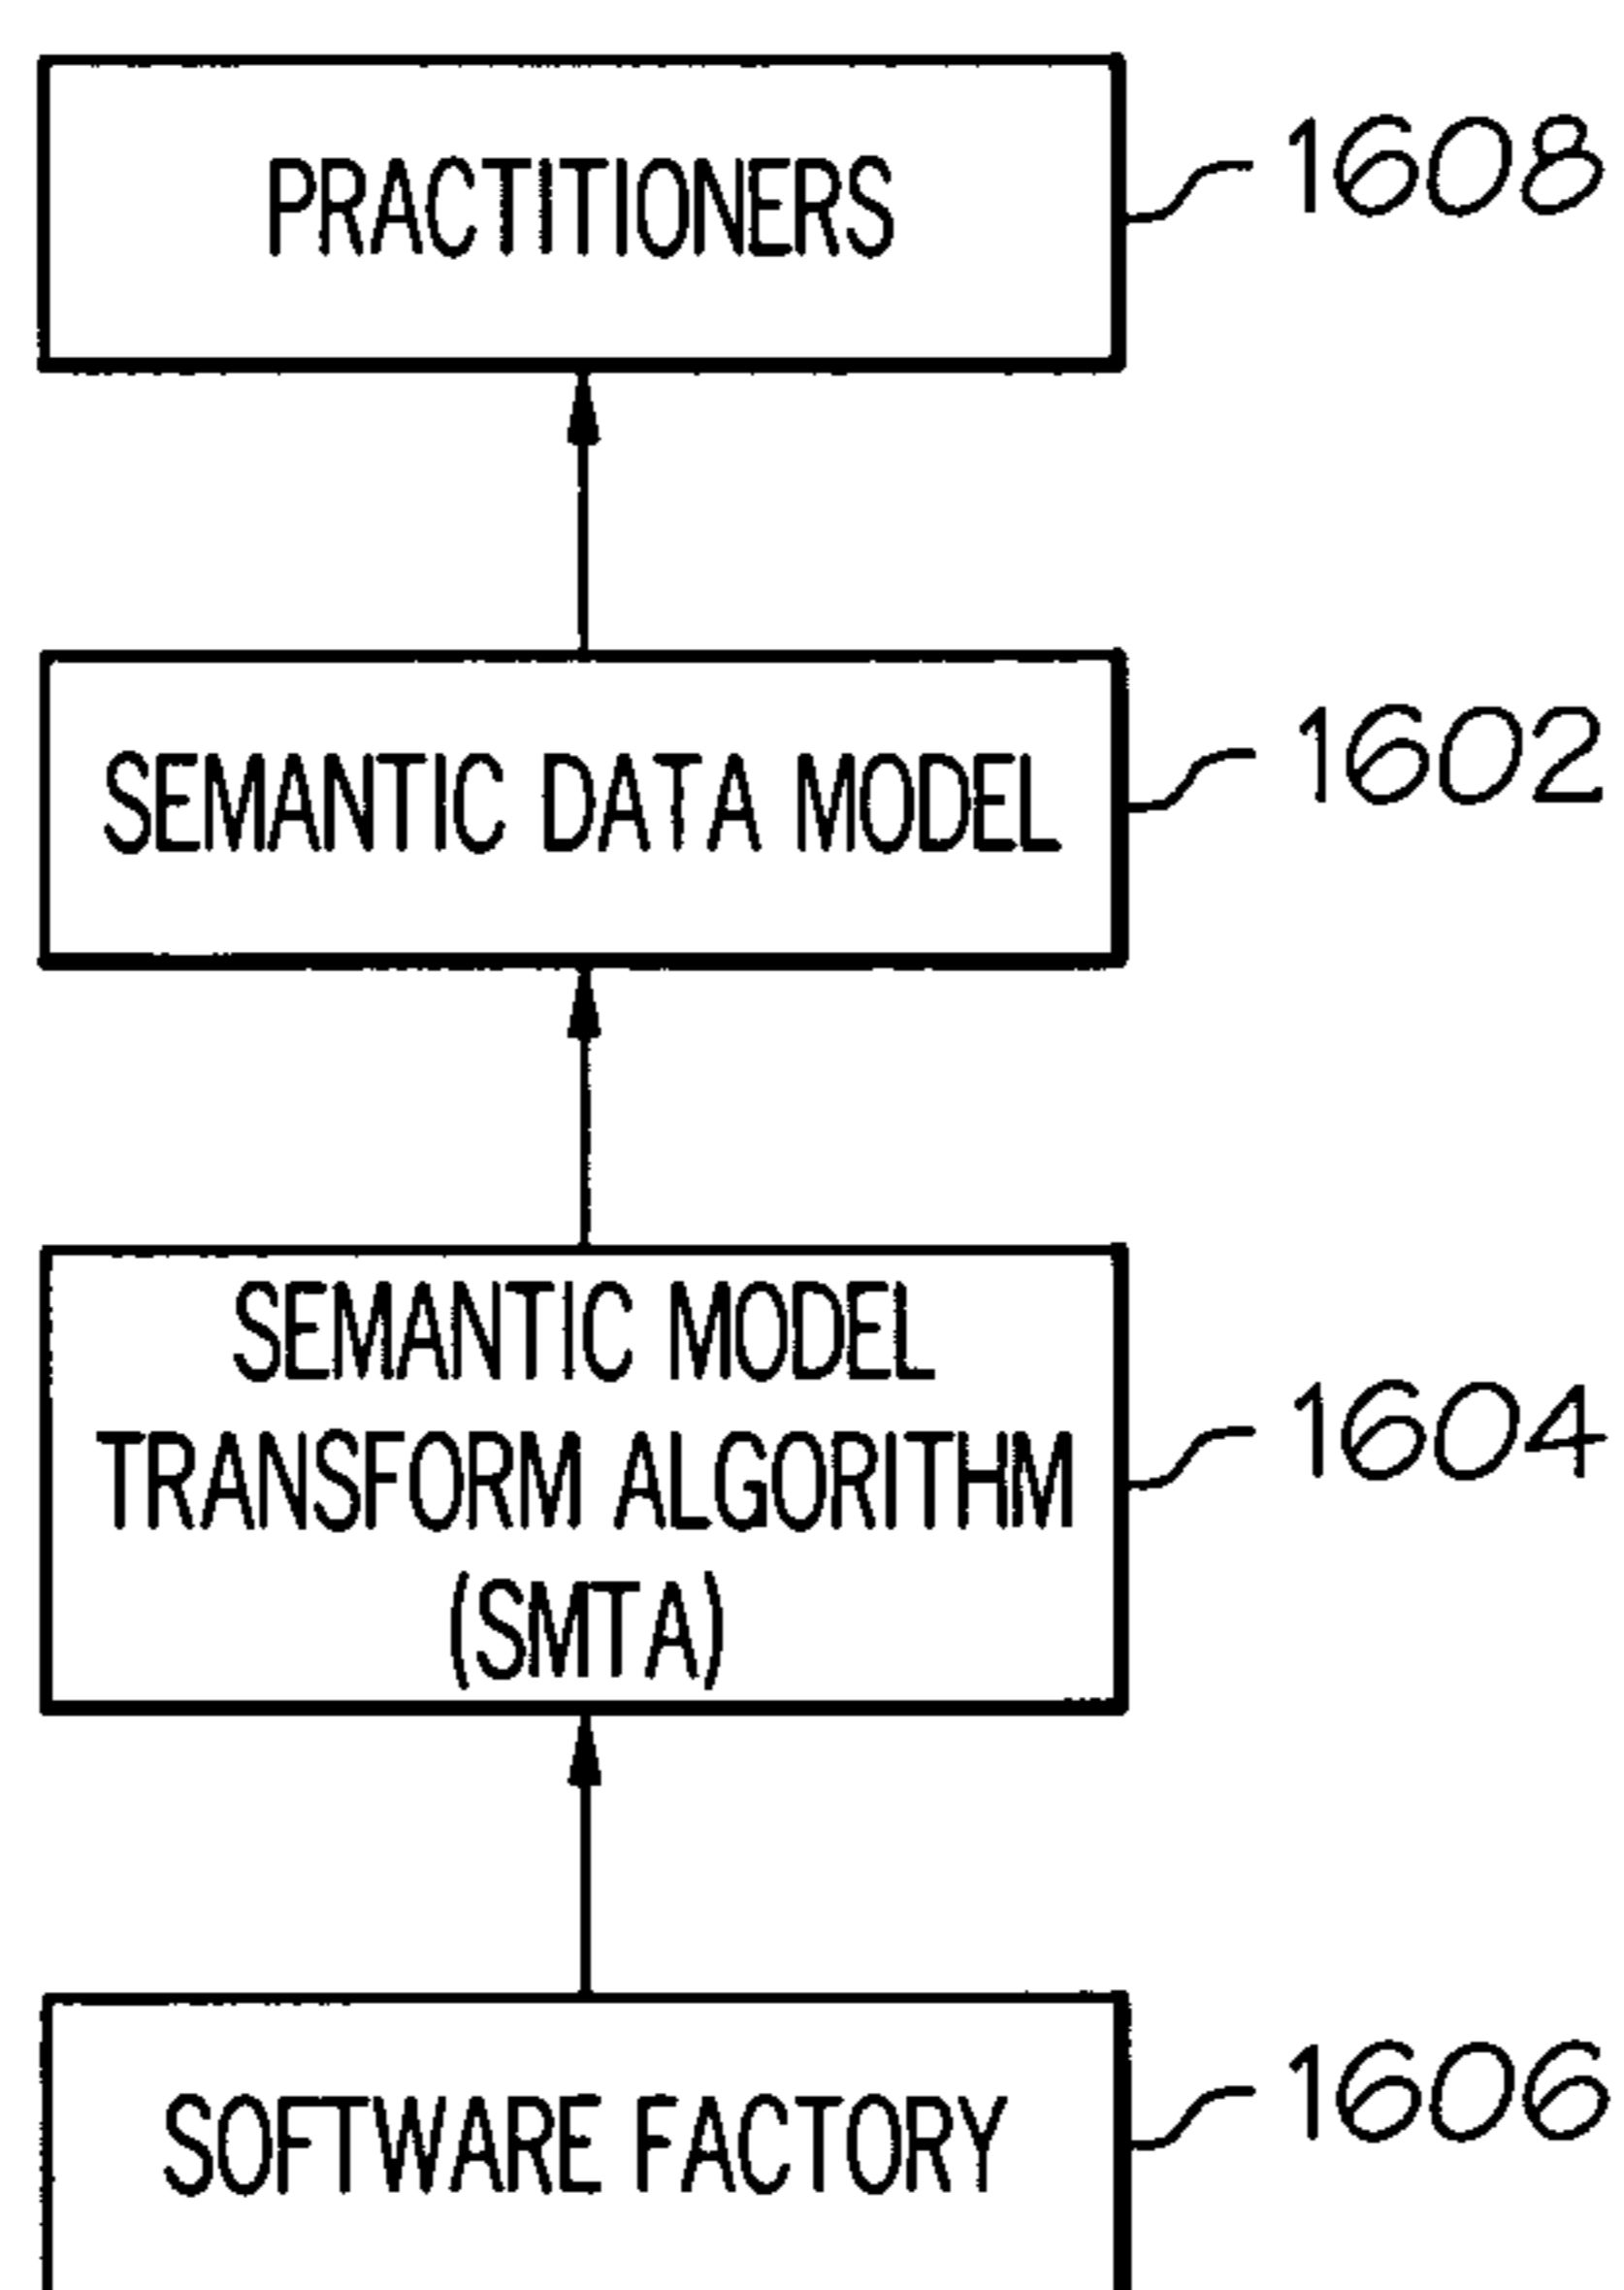 PRACTITIONERS
1608
SEMANTIC DATA MODEL
1602
SEMANTIC MODEL
TRANSFORM ALGORITHM
(SMTA)
1604
SOFTWARE FACTORY
1606